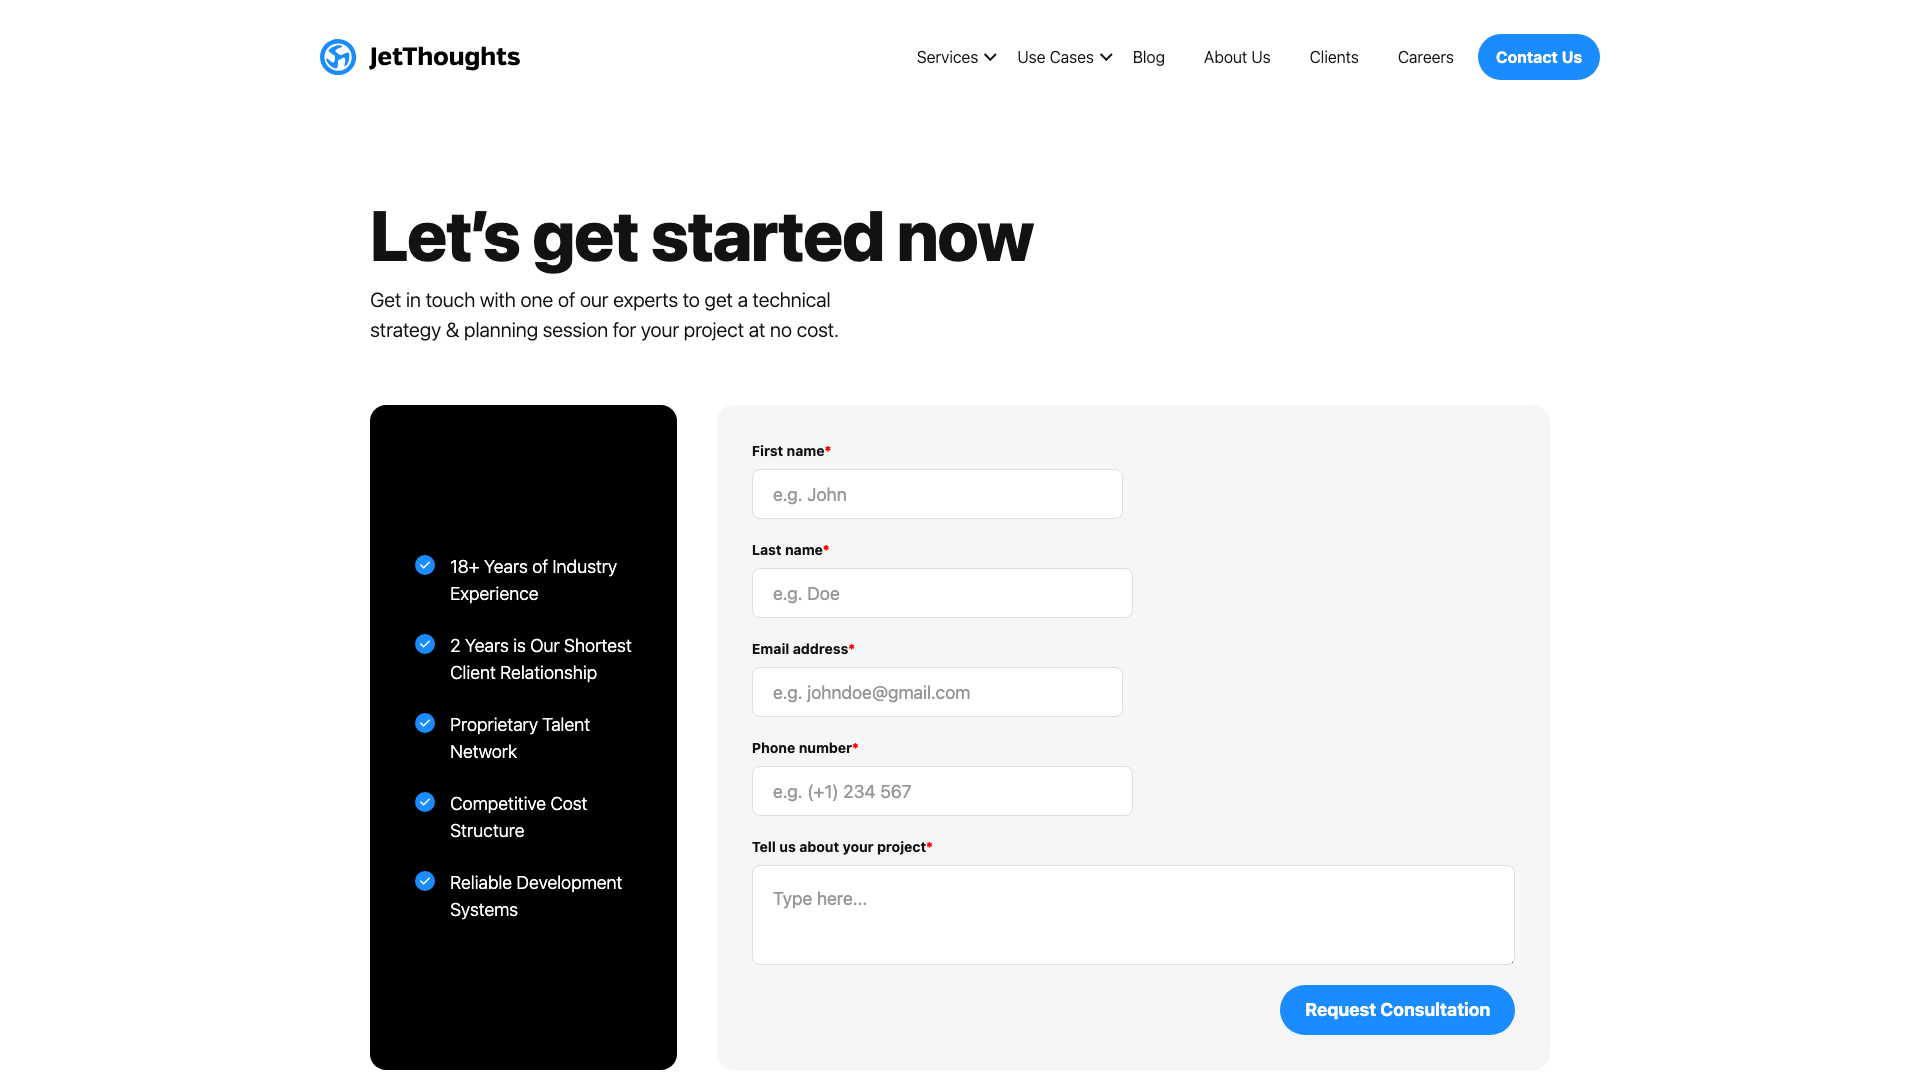 JetThoughts
Services Use Cases Blog About Us Clients Careers Contact Us
Let’s get started now
Get in touch with one of our experts to get a technical
strategy & planning session for your project at no cost.
18+ Years of Industry
Experience
2 Years is Our Shortest
Client Relationship
Proprietary Talent
Network
Competitive Cost
Structure
Reliable Development
Systems
First name*
e.g. John
Last name*
e.g. Doe
Email address*
e.g. johndoe@gmail.com
Phone number*
e.g. (+1) 234 567
Tell us about your project*
Type here...
Request Consultation